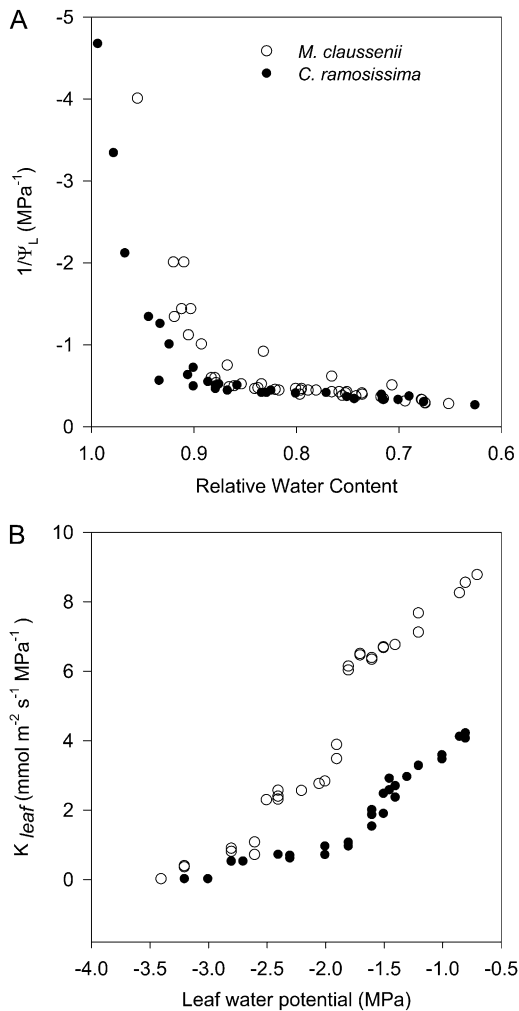 A
-5
-4
-3
-2
-1
0
1/ΨL (MPa-1)
M. claussenii
C. ramosissima
1.0 0.9 0.8 0.7 0.6
Relative Water Content
B
10
8
6
4
2
0
K leaf (mmol m-2 s-1 MPa-1 )
-4.0 -3.5 -3.0 -2.5 -2.0 -1.5 -1.0 -0.5
Leaf water potential (MPa)